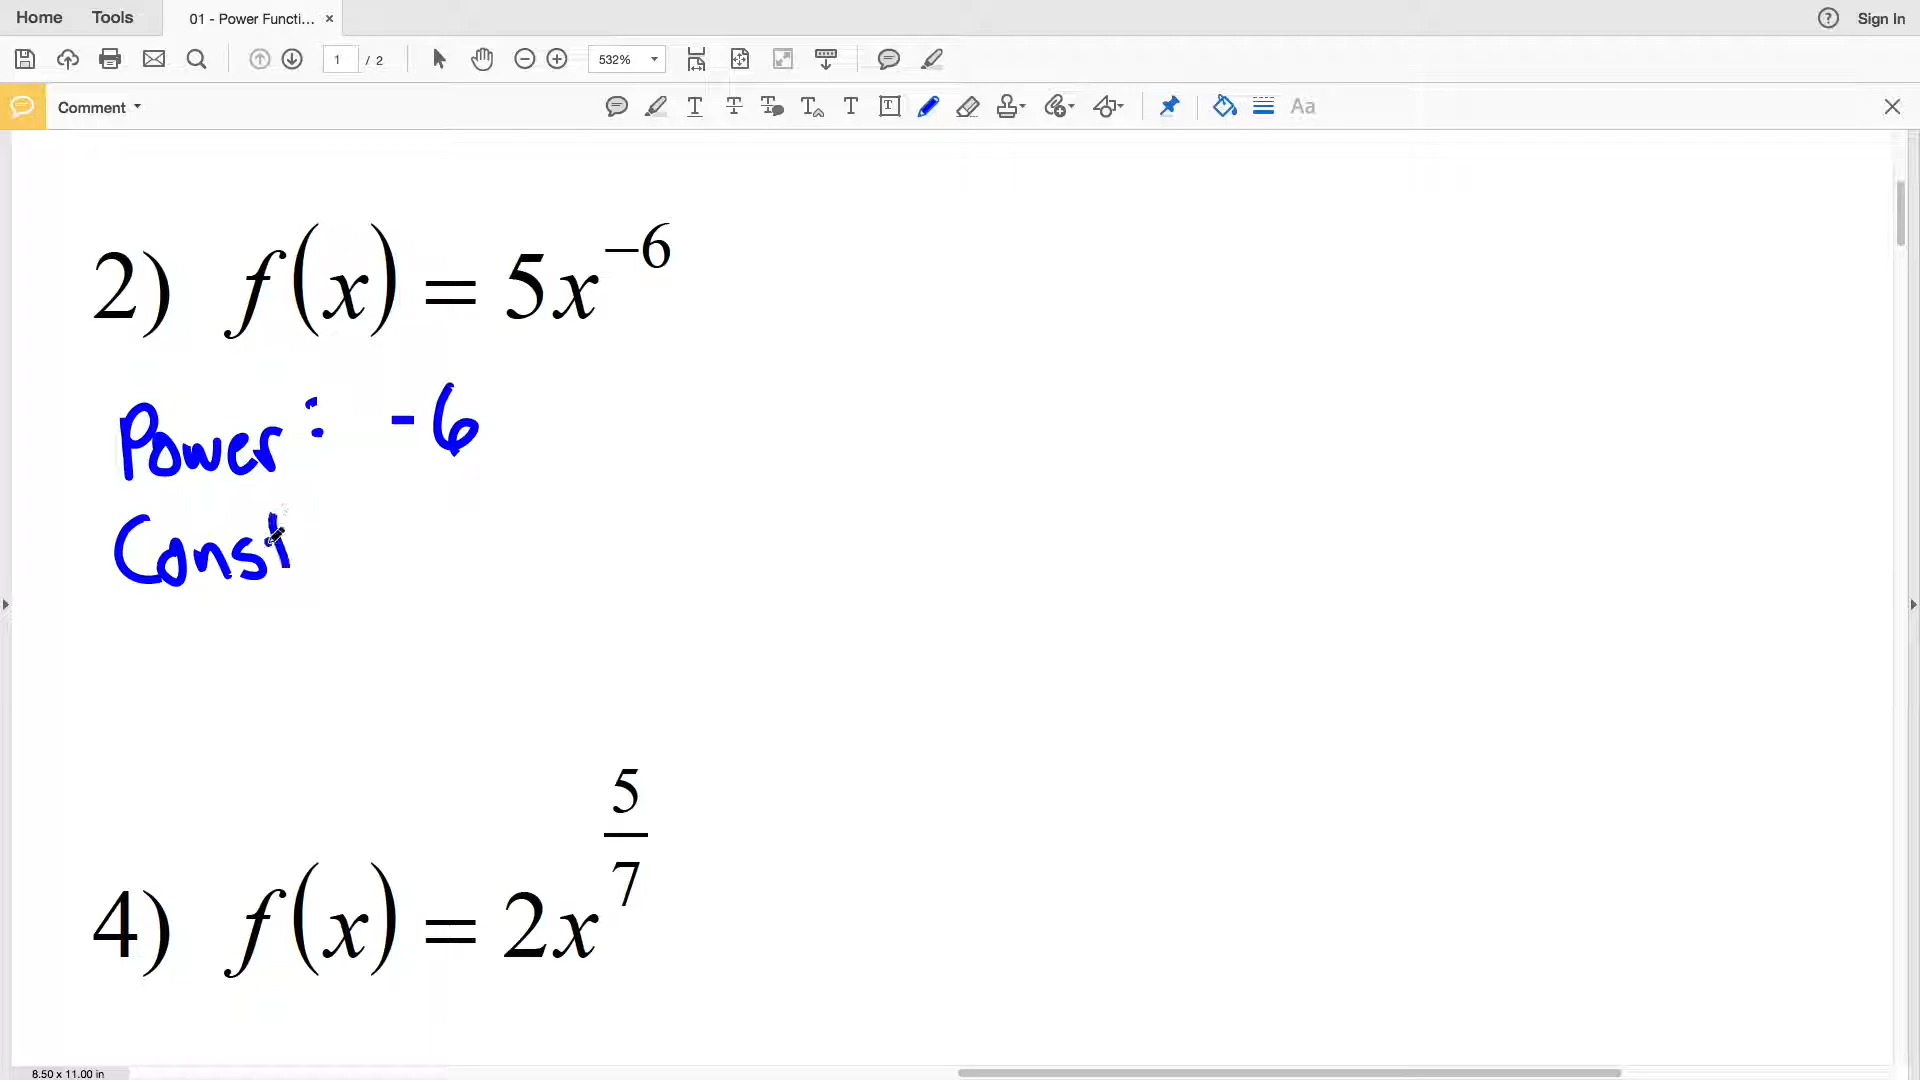 Home Tools 01 - Power Functi... × ? Sign In
1 / 2 532%
Comment T T T T T T Aa
2) f(x) = 5x^{-6}
Power: -6
Const
4) f(x) = 2x^{5/7}
8.50 x 11.00 in